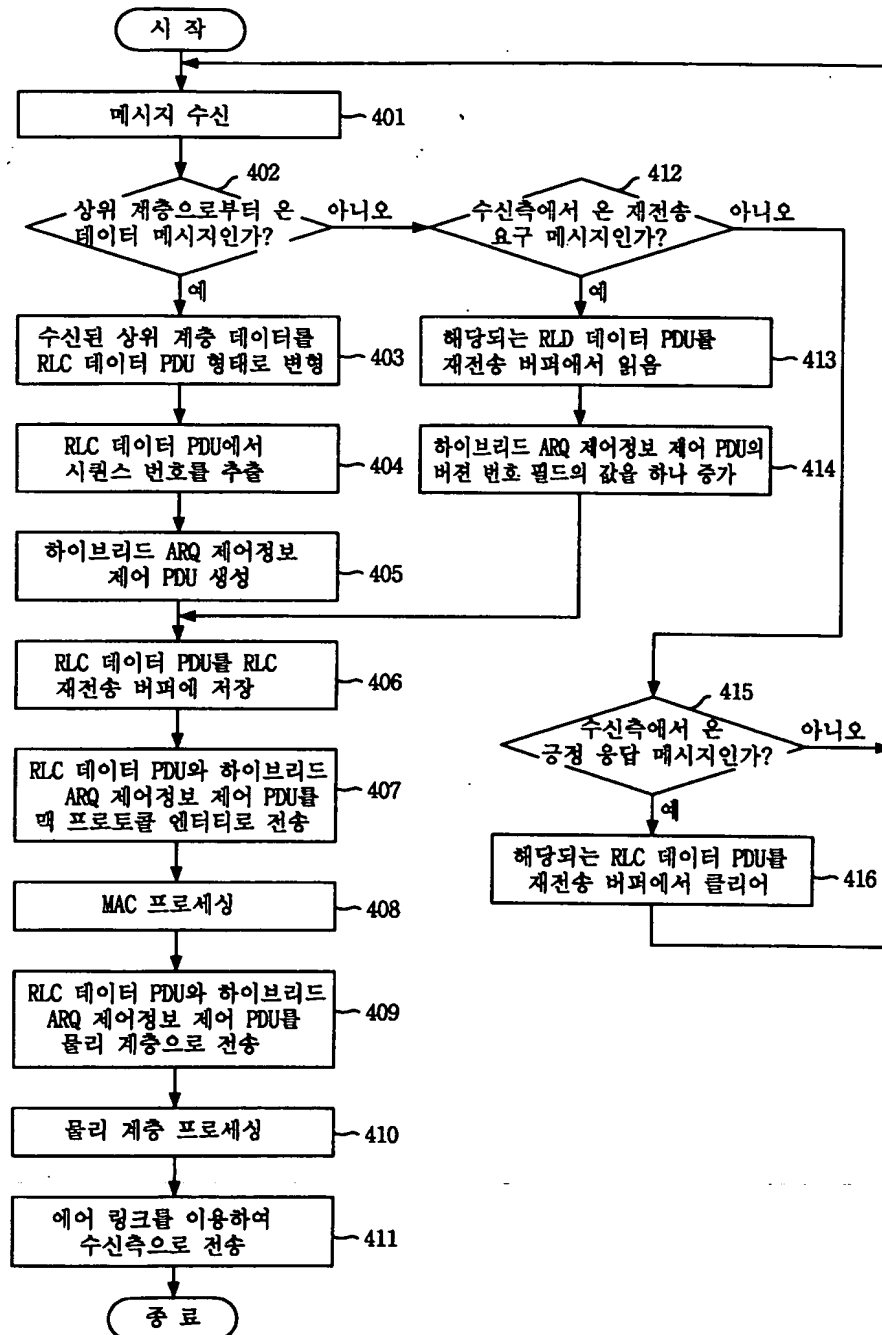 시 작
메시지 수신
401
402
상위 계층으로부터 온
데이터 메시지인가?
아니오
예
412
수신측에서 온 재전송
요구 메시지인가?
아니오
예
수신된 상위 계층 데이터를
RLC 데이터 PDU 형태로 변형
403
해당되는 RLD 데이터 PDU를
재전송 버퍼애서 읽음
413
RLC 데이터 PDU에서
시퀀스 번호를 추출
404
하이브리드 ARQ 제어정보 제어 PDU의
버젼 번호 필드의 값을 하나 증가
414
하이브리드 ARQ 제어정보
제어 PDU 생성
405
RLC 데이터 PDU를 RLC
재전송 버퍼에 저장
406
415
수신측에서 온
긍정 응답 메시지인가?
아니오
예
RLC 데이터 PDU와 하이브리드
ARQ 제어정보 제어 PDU를
맥 프로토콜 엔터티로 전송
407
해당되는 RLC 데이터 PDU를
재전송 버퍼에서 클리어
416
MAC 프로세싱
408
RLC 데이터 PDU와 하이브리드
ARQ 제어정보 제어 PDU를
물리 계층으로 전송
409
물리 계층 프로세싱
410
에어 링크를 이용하여
수신측으로 전송
411
종 료